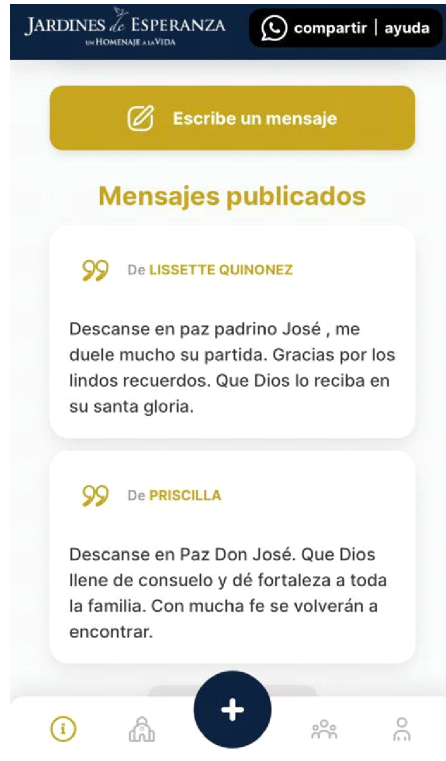 JARDINES de ESPERANZA
UN HOMENAJE A LA VIDA
compartir | ayuda
Escribe un mensaje
Mensajes publicados
De LISSETTE QUINONEZ
Descanse en paz padrino José , me
duele mucho su partida. Gracias por los
lindos recuerdos. Que Dios lo reciba en
su santa gloria.
De PRISCILLA
Descanse en Paz Don José. Que Dios
llene de consuelo y dé fortaleza a toda
la familia. Con mucha fe se volverán a
encontrar.